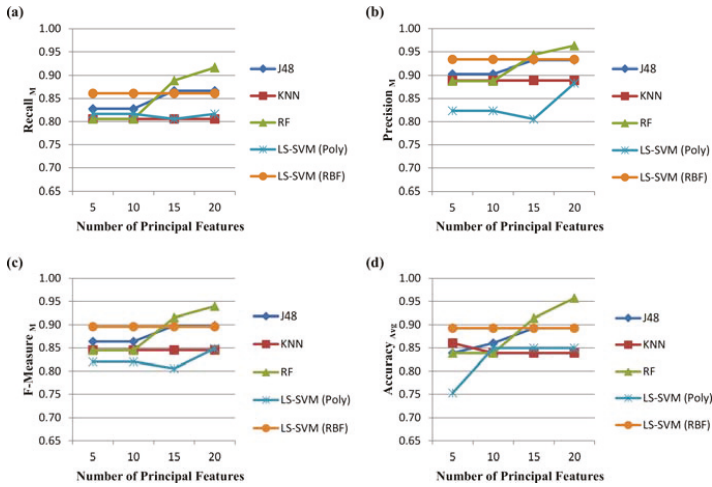 (a)
1.00
0.95
0.90
0.85
0.80
0.75
0.70
0.65
Recall M
5 10 15 20
Number of Principal Features
J48
KNN
RF
LS-SVM (Poly)
LS-SVM (RBF)
(b)
1.00
0.95
0.90
0.85
0.80
0.75
0.70
0.65
Precision M
5 10 15 20
Number of Principal Features
J48
KNN
RF
LS-SVM (Poly)
LS-SVM (RBF)
(c)
1.00
0.95
0.90
0.85
0.80
0.75
0.70
0.65
F-Measure M
5 10 15 20
Number of Principal Features
J48
KNN
RF
LS-SVM (Poly)
LS-SVM (RBF)
(d)
1.00
0.95
0.90
0.85
0.80
0.75
0.70
0.65
Accuracy Avg
5 10 15 20
Number of Principal Features
J48
KNN
RF
LS-SVM (Poly)
LS-SVM (RBF)